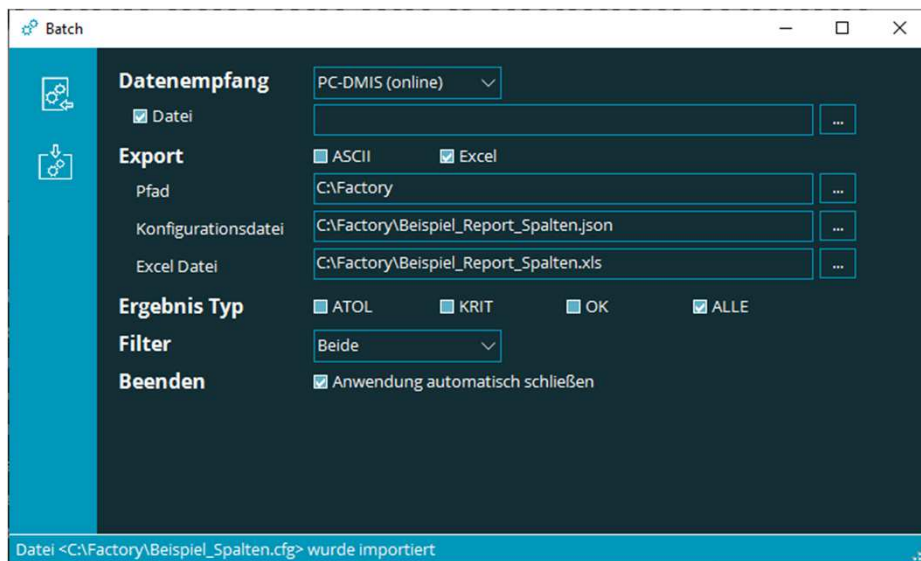 Batch
Datenempfang PC-DMIS (online)
Datei ...
Export ASCII Excel
Pfad C:\Factory ...
Konfigurationsdatei C:\Factory\Beispiel_Report_Spalten.json ...
Excel Datei C:\Factory\Beispiel_Report_Spalten.xls ...
Ergebnis Typ ATOL KRIT OK ALLE
Filter Beide
Beenden Anwendung automatisch schließen
Datei <C:\Factory\Beispiel_Spalten.cfg> wurde importiert